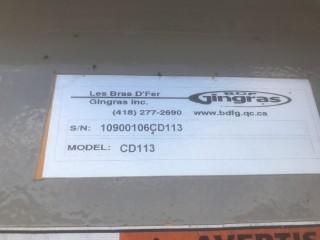 Les Bras D'Fer
Gingras Inc.
(418) 277-2690
BDF
Gingras
www.bdfg.qc.ca
S/N: 10900106CD113
MODEL: CD113
AVERTIS